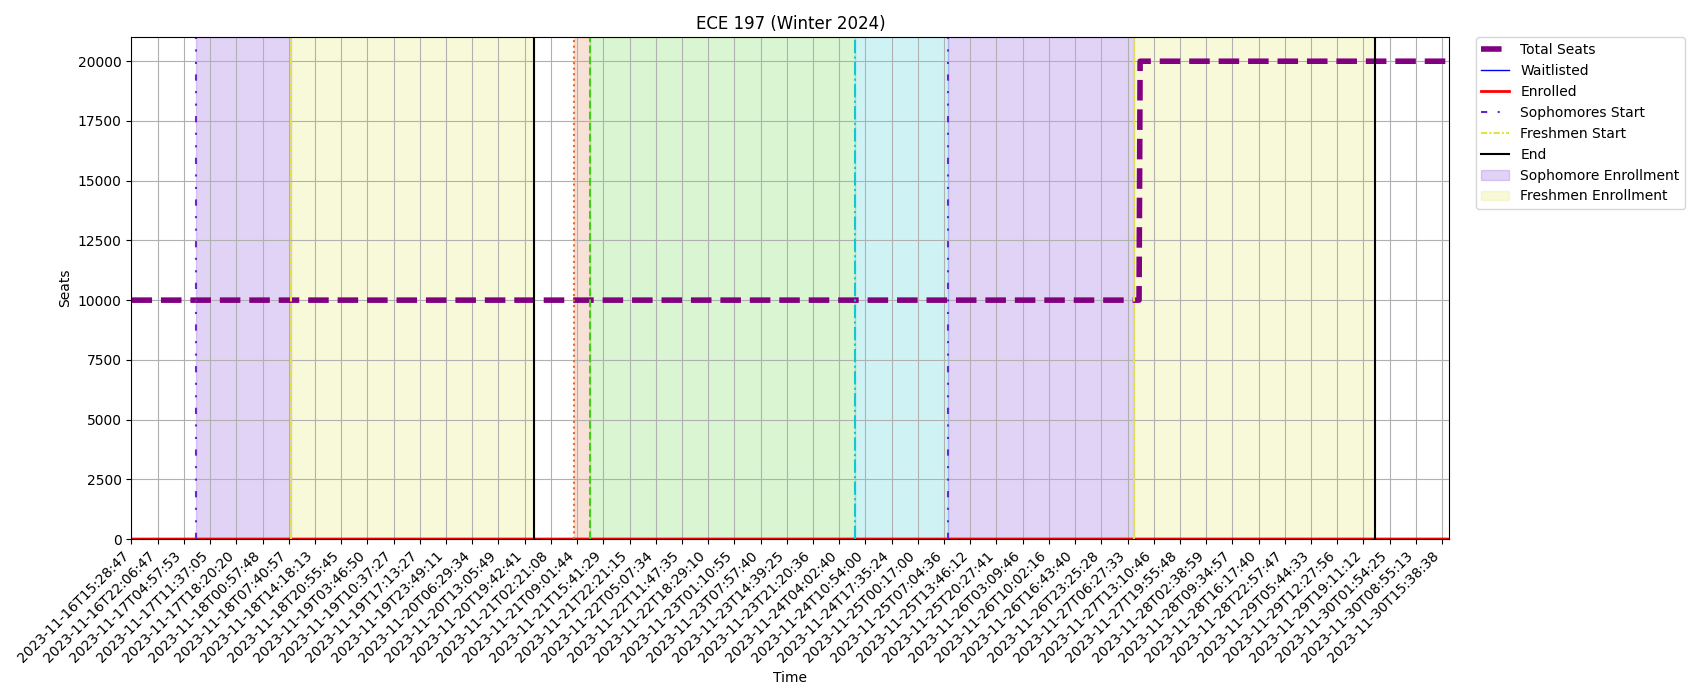 ECE 197 (Winter 2024)
Seats
20000
17500
15000
12500
10000
7500
5000
2500
0
2023-11-16T15:28:47
2023-11-16T22:06:47
2023-11-17T04:57:53
2023-11-17T11:37:05
2023-11-17T18:20:20
2023-11-18T00:57:48
2023-11-18T07:40:57
2023-11-18T14:18:13
2023-11-18T20:55:45
2023-11-19T03:46:50
2023-11-19T10:37:27
2023-11-19T17:13:27
2023-11-19T23:49:11
2023-11-20T06:29:34
2023-11-20T13:05:49
2023-11-20T19:42:41
2023-11-21T02:21:08
2023-11-21T09:01:44
2023-11-21T15:41:29
2023-11-21T22:21:15
2023-11-22T05:07:34
2023-11-22T11:47:35
2023-11-22T18:29:10
2023-11-23T01:10:55
2023-11-23T07:57:40
2023-11-23T14:39:25
2023-11-23T21:20:36
2023-11-24T04:02:40
2023-11-24T10:54:00
2023-11-24T17:35:24
2023-11-25T00:17:00
2023-11-25T07:04:36
2023-11-25T13:46:12
2023-11-25T20:27:41
2023-11-26T03:09:46
2023-11-26T10:02:16
2023-11-26T16:43:40
2023-11-26T23:25:28
2023-11-27T06:27:33
2023-11-27T13:10:46
2023-11-27T19:55:48
2023-11-28T02:38:59
2023-11-28T09:34:57
2023-11-28T16:17:40
2023-11-28T22:57:47
2023-11-29T05:44:33
2023-11-29T12:27:56
2023-11-29T19:11:12
2023-11-30T01:54:25
2023-11-30T08:55:13
2023-11-30T15:38:38
Time
Total Seats
Waitlisted
Enrolled
Sophomores Start
Freshmen Start
End
Sophomore Enrollment
Freshmen Enrollment